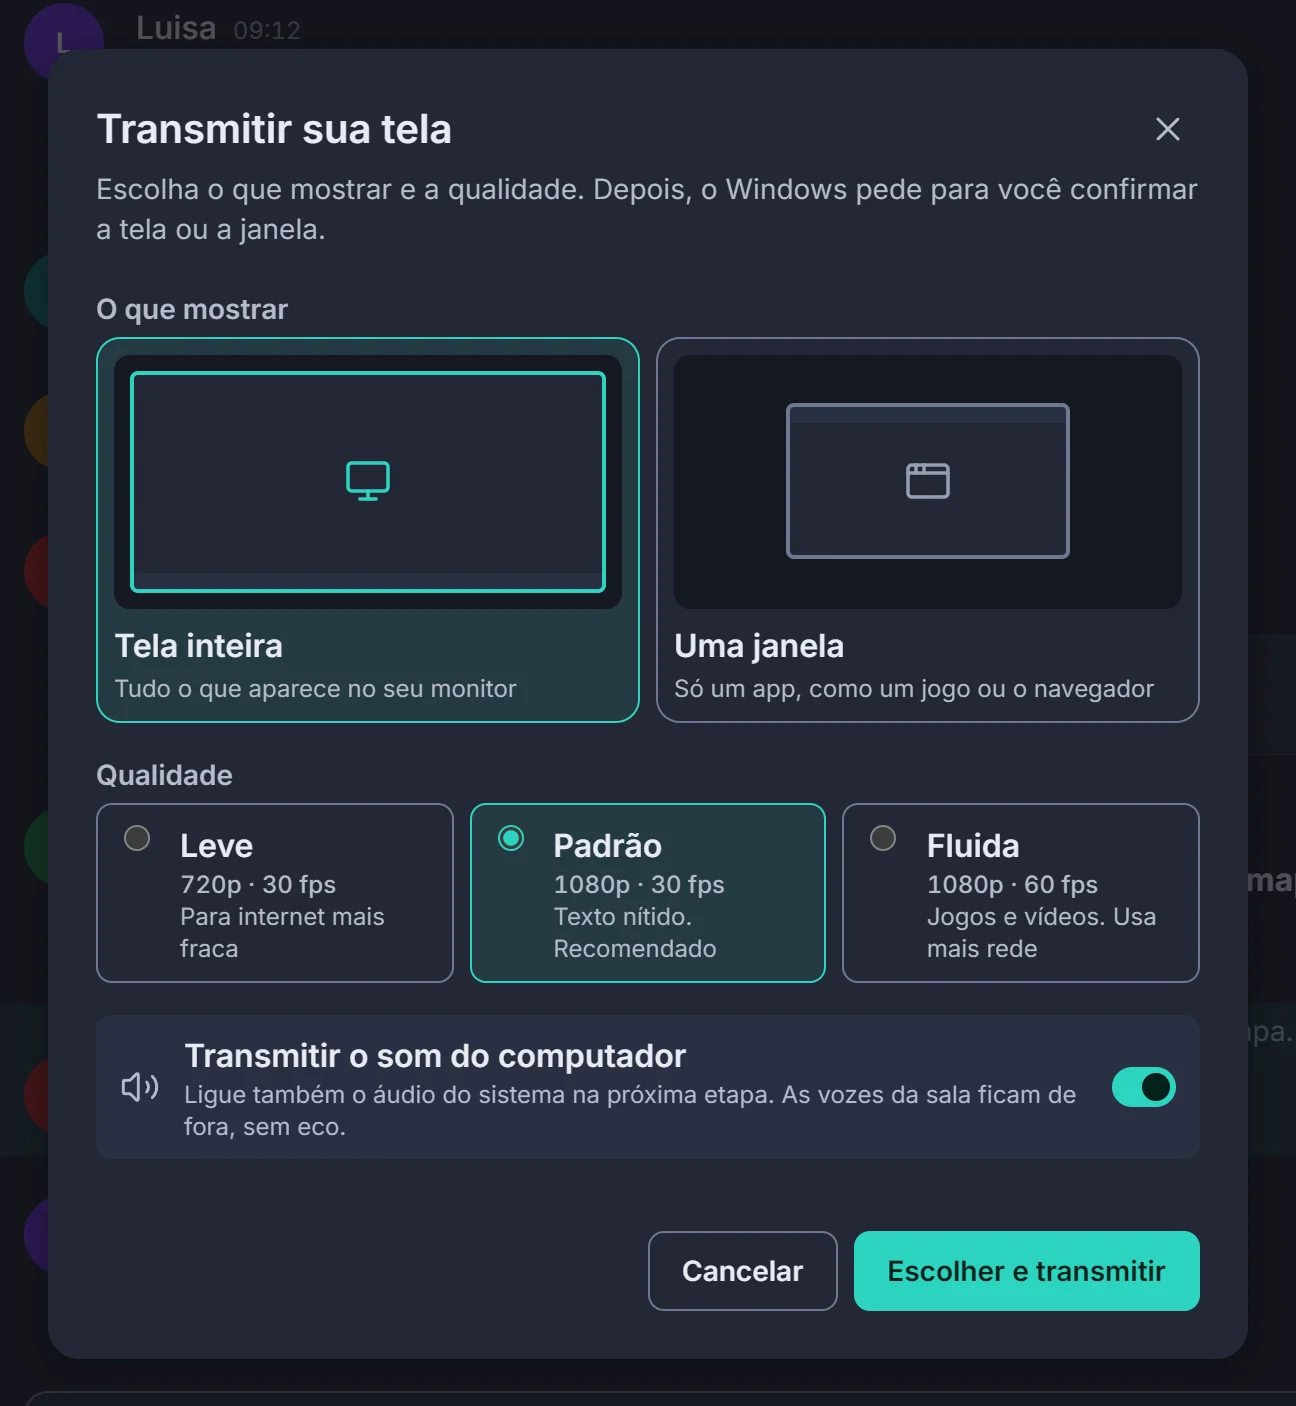 L
Luisa 09:12
Transmitir sua tela
Escolha o que mostrar e a qualidade. Depois, o Windows pede para você confirmar
a tela ou a janela.
O que mostrar
Tela inteira
Tudo o que aparece no seu monitor
Uma janela
Só um app, como um jogo ou o navegador
Qualidade
Leve
720p · 30 fps
Para internet mais
fraca
Padrão
1080p · 30 fps
Texto nítido.
Recomendado
Fluida
1080p · 60 fps
Jogos e vídeos. Usa
mais rede
Transmitir o som do computador
Ligue também o áudio do sistema na próxima etapa. As vozes da sala ficam de
fora, sem eco.
Cancelar
Escolher e transmitir